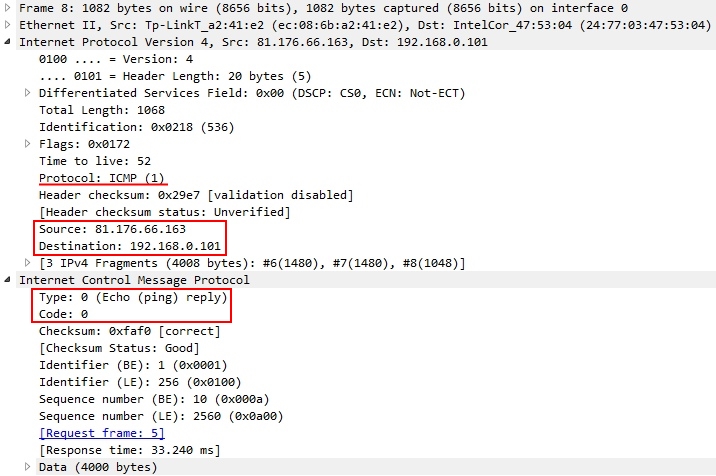 Frame 8: 1082 bytes on wire (8656 bits), 1082 bytes captured (8656 bits) on interface 0
Ethernet II, Src: Tp-LinkT_a2:41:e2 (ec:08:6b:a2:41:e2), Dst: IntelCor_47:53:04 (24:77:03:47:53:04)
Internet Protocol Version 4, Src: 81.176.66.163, Dst: 192.168.0.101
0100 .... = Version: 4
.... 0101 = Header Length: 20 bytes (5)
Differentiated Services Field: 0x00 (DSCP: CS0, ECN: Not-ECT)
Total Length: 1068
Identification: 0x0218 (536)
Flags: 0x0172
Time to live: 52
Protocol: ICMP (1)
Header checksum: 0x29e7 [validation disabled]
[Header checksum status: Unverified]
Source: 81.176.66.163
Destination: 192.168.0.101
[3 IPv4 Fragments (4008 bytes): #6(1480), #7(1480), #8(1048)]
Internet Control Message Protocol
Type: 0 (Echo (ping) reply)
Code: 0
Checksum: 0xfaf0 [correct]
[Checksum Status: Good]
Identifier (BE): 1 (0x0001)
Identifier (LE): 256 (0x0100)
Sequence number (BE): 10 (0x000a)
Sequence number (LE): 2560 (0x0a00)
[Request frame: 5]
[Response time: 33.240 ms]
Data (4000 bytes)